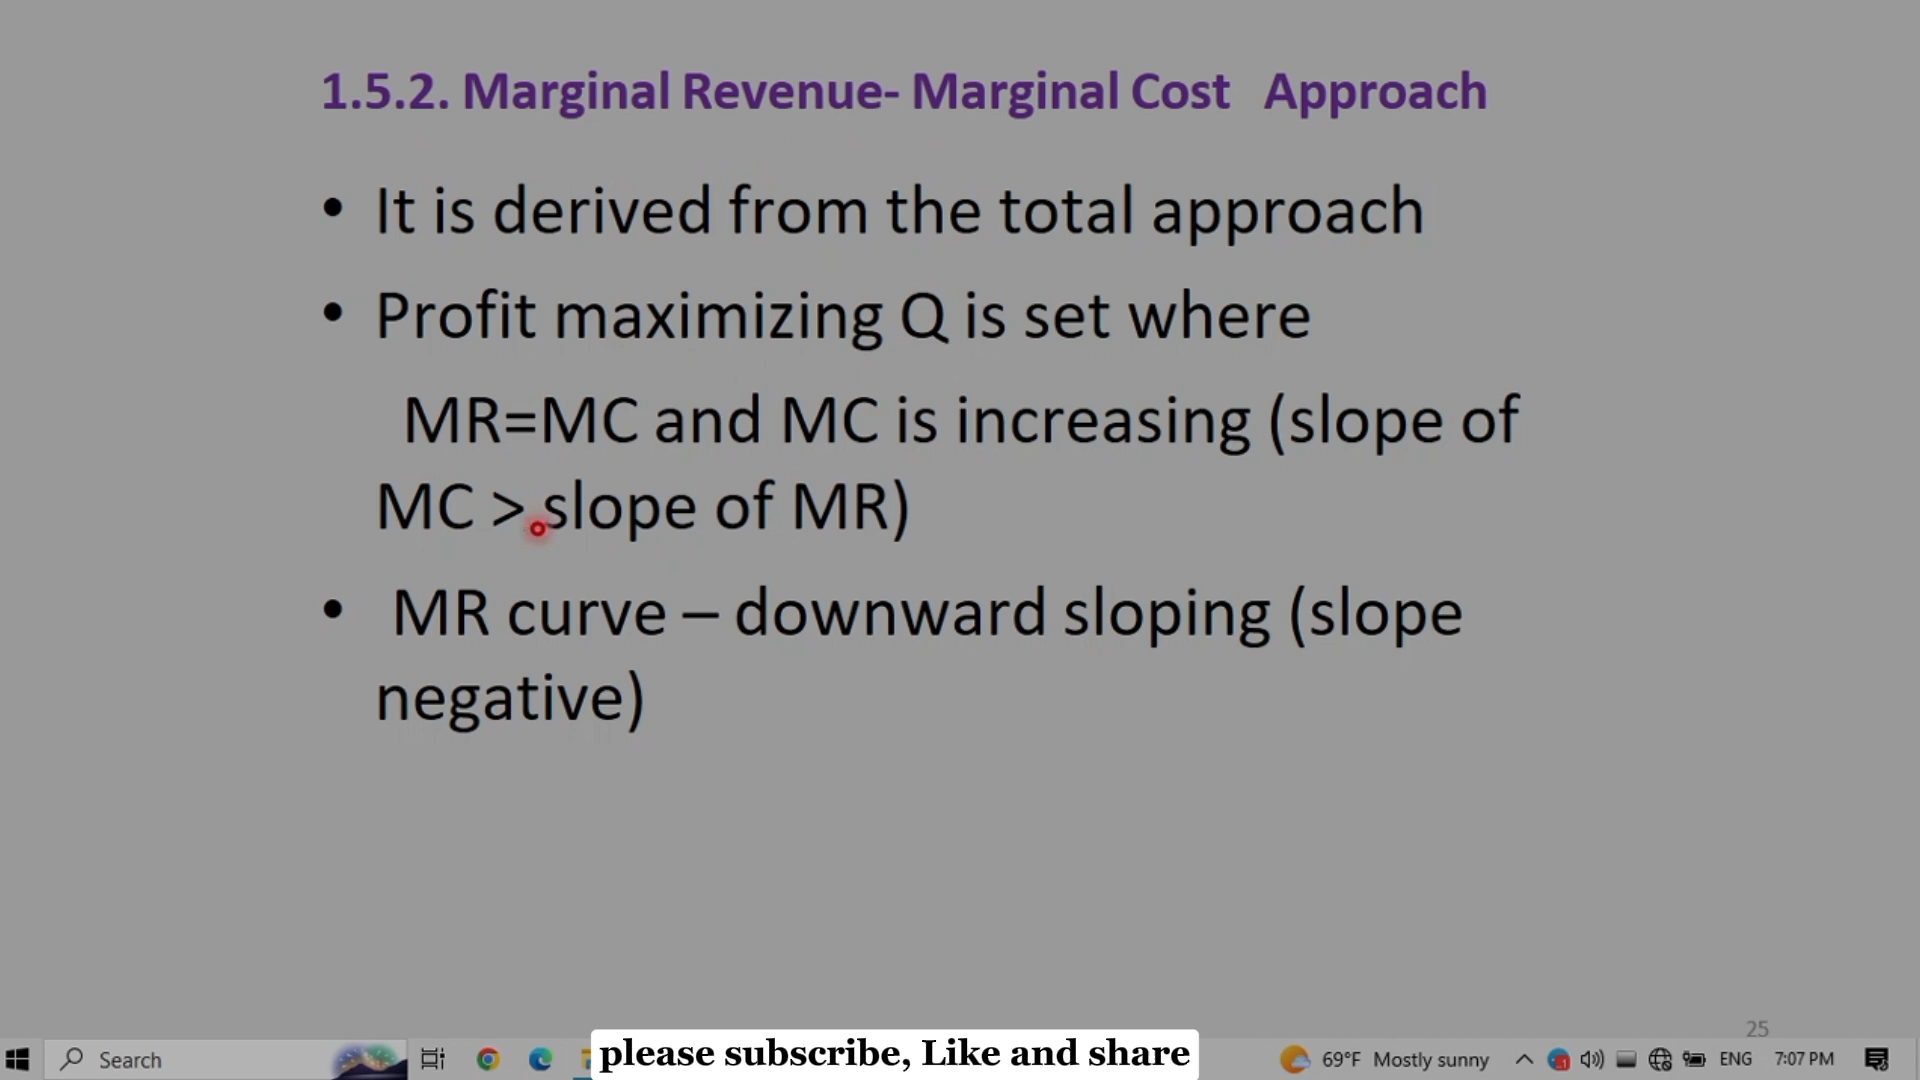 1.5.2. Marginal Revenue- Marginal Cost Approach
• It is derived from the total approach
• Profit maximizing Q is set where
MR=MC and MC is increasing (slope of
MC > slope of MR)
• MR curve – downward sloping (slope
negative)
25
Search
please subscribe, Like and share
69°F Mostly sunny
ENG
7:07 PM